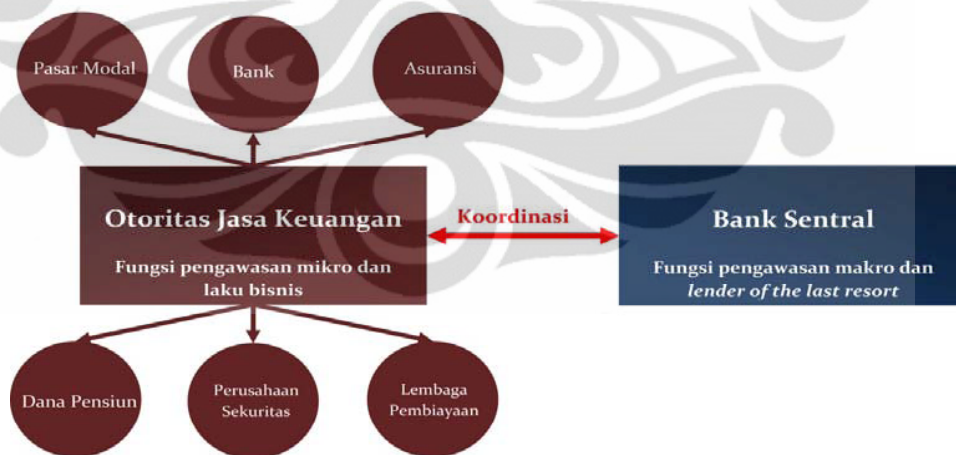 Pasar Modal
Bank
Asuransi
Otoritas Jasa Keuangan
Fungsi pengawasan mikro dan
laku bisnis
Koordinasi
Bank Sentral
Fungsi pengawasan makro dan
lender of the last resort
Dana Pensiun
Perusahaan
Sekuritas
Lembaga
Pembiayaan